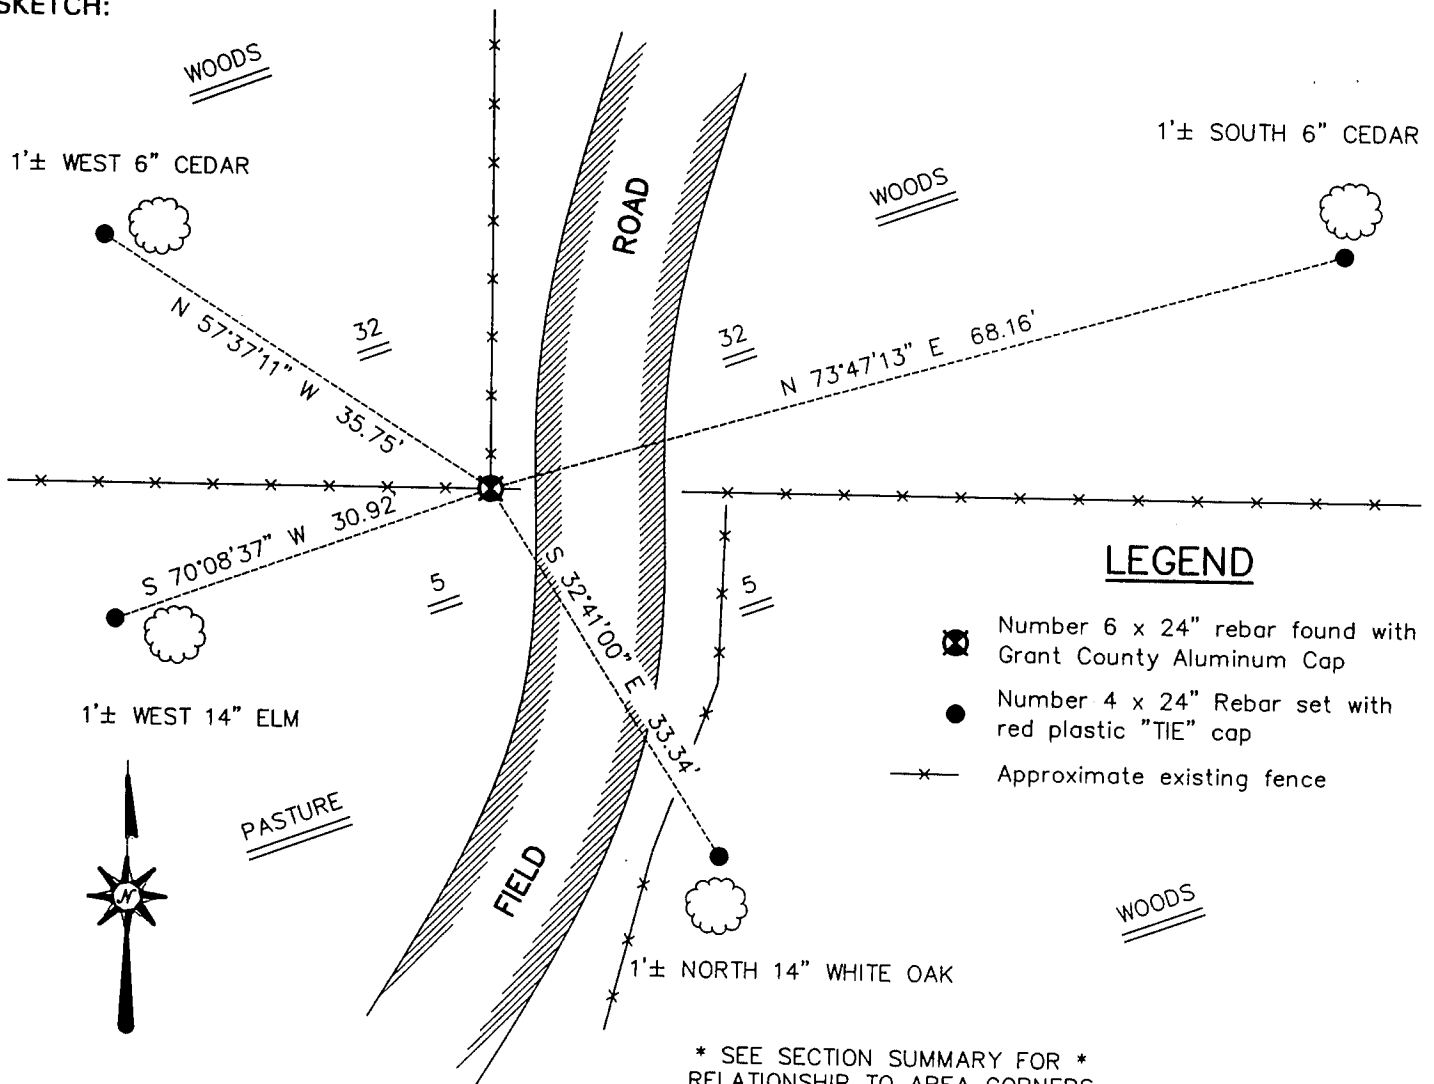 SKETCH:
WOODS
1'± WEST 6" CEDAR
1'± SOUTH 6" CEDAR
WOODS
ROAD
32
32
N 57°37'11" W 35.75'
N 73°47'13" E 68.16'
S 70°08'37" W 30.92'
S 32°41'00" E 33.34'
5
5
LEGEND
Number 6 x 24" rebar found with
Grant County Aluminum Cap
Number 4 x 24" Rebar set with
red plastic "TIE" cap
Approximate existing fence
1'± WEST 14" ELM
PASTURE
FIELD
N
WOODS
1'± NORTH 14" WHITE OAK
* SEE SECTION SUMMARY FOR *
RELATIONSHIP TO AREA CORNERS